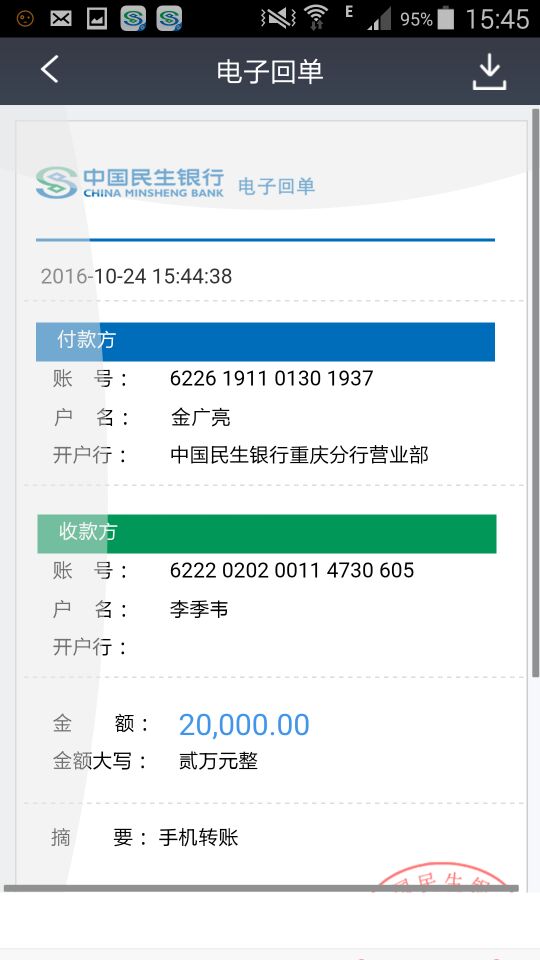 E 95% 15:45
电子回单
中国民生银行 电子回单
CHINA MINSHENG BANK
2016-10-24 15:44:38
付款方
账 号： 6226 1911 0130 1937
户 名： 金广亮
开户行： 中国民生银行重庆分行营业部
收款方
账 号： 6222 0202 0011 4730 605
户 名： 李季韦
开户行：
金 额： 20,000.00
金额大写： 贰万元整
摘 要： 手机转账
国民生银